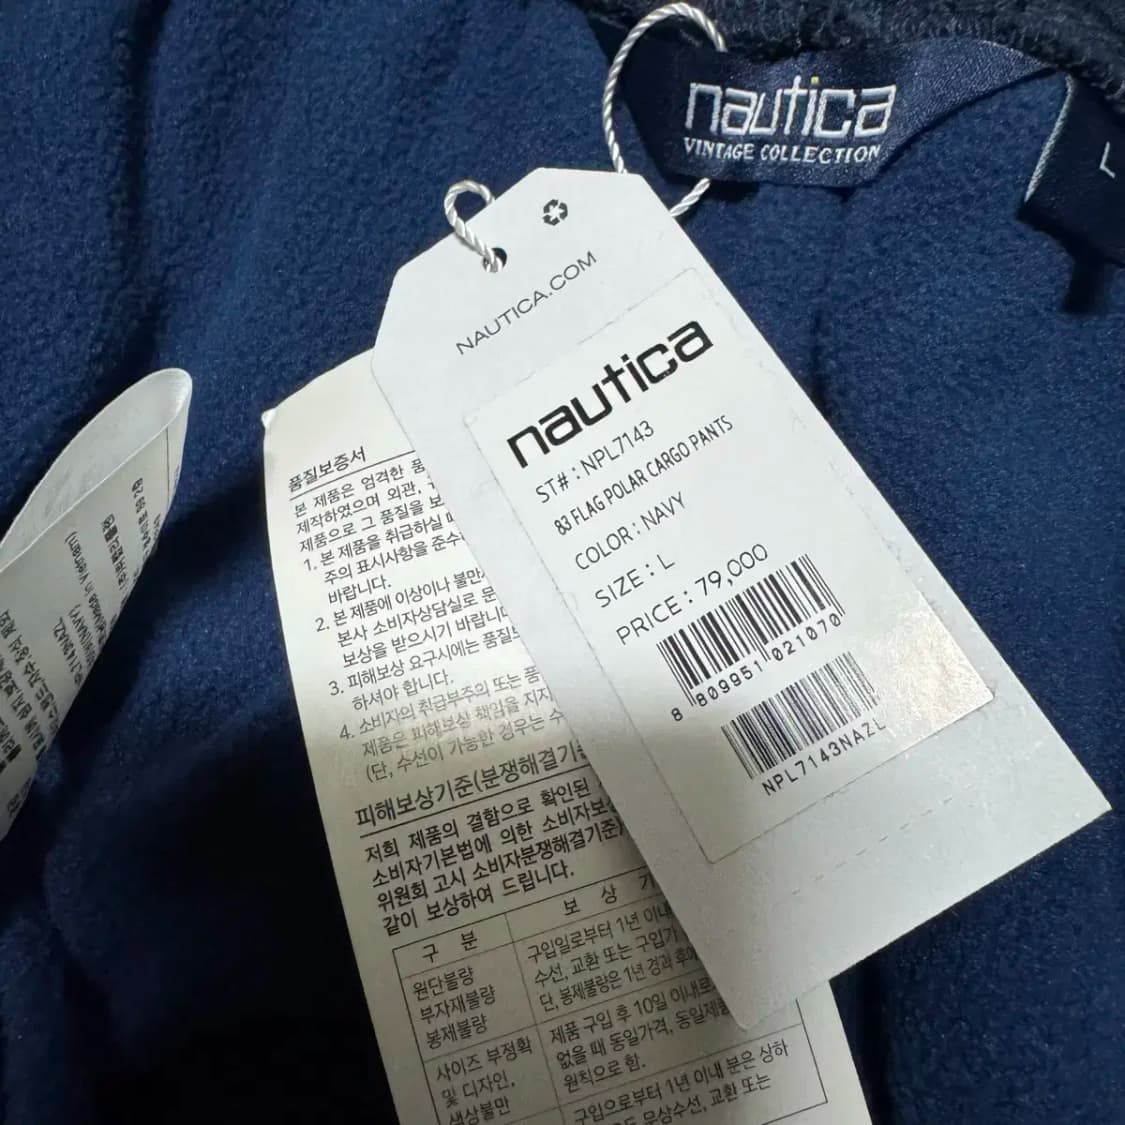 nautica
VINTAGE COLLECTION
L
NAUTICA.COM
nautica
ST# : NPL7143
83 FLAG POLAR CARGO PANTS
COLOR : NAVY
SIZE : L
PRICE : 79,000
8 809951 021070
NPL7143NAZL
품질보증서
본 제품은 엄격한 품
제작하였으며 외관,
제품으로 그 품질을 보
1. 본 제품을 취급하실
주의 표시사항을 준수
바랍니다.
2. 본 제품에 이상이나 불만
본사 소비자상담실로 문
보상을 받으시기 바랍니
3. 피해보상 요구시에는 품질보
하셔야 합니다.
4. 소비자의 취급부주의 또는 품
제품은 피해보상 책임을 지지
(단, 수선이 가능한 경우는 수
피해보상기준(분쟁해결기준
저희 제품의 결함으로 확인된
소비자기본법에 의한 소비자보
위원회 고시 소비자분쟁해결기준
같이 보상하여 드립니다.
구 분
보 상 기
원단불량
부자재불량
봉제불량
구입일로부터 1년 이내
수선, 교환 또는 구입가
단, 봉제불량은 1년 경과 후에
사이즈 부정확
및 디자인,
색상불만
제품 구입 후 10일 이내로
없을 때 동일가격, 동일제품
원칙으로 함.
구입으로부터 1년 이내 분은 상하
무상수선, 교환 또는